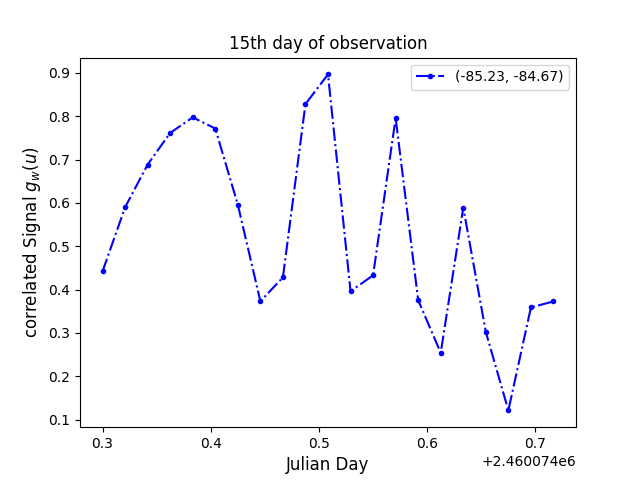 15th day of observation
(-85.23, -84.67)
correlated Signal g_w(u)
0.9
0.8
0.7
0.6
0.5
0.4
0.3
0.2
0.1
0.3 0.4 0.5 0.6 0.7
+2.460074e6
Julian Day